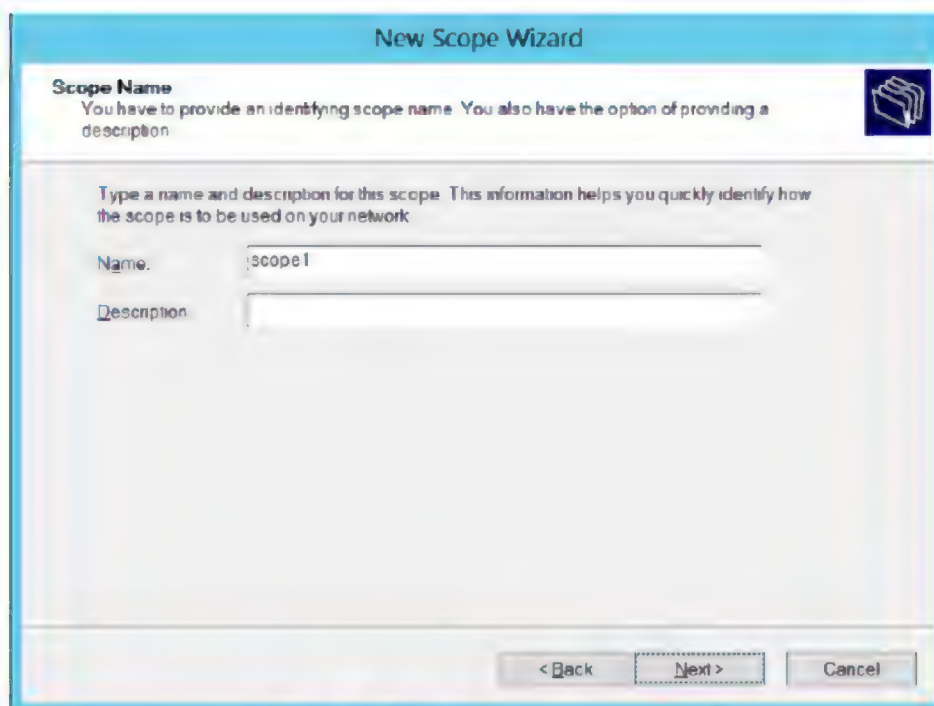 New Scope Wizard
Scope Name
You have to provide an identifying scope name. You also have the option of providing a
description.
Type a name and description for this scope. This information helps you quickly identify how
the scope is to be used on your network.
Name:
scope1
Description:
< Back
Next >
Cancel